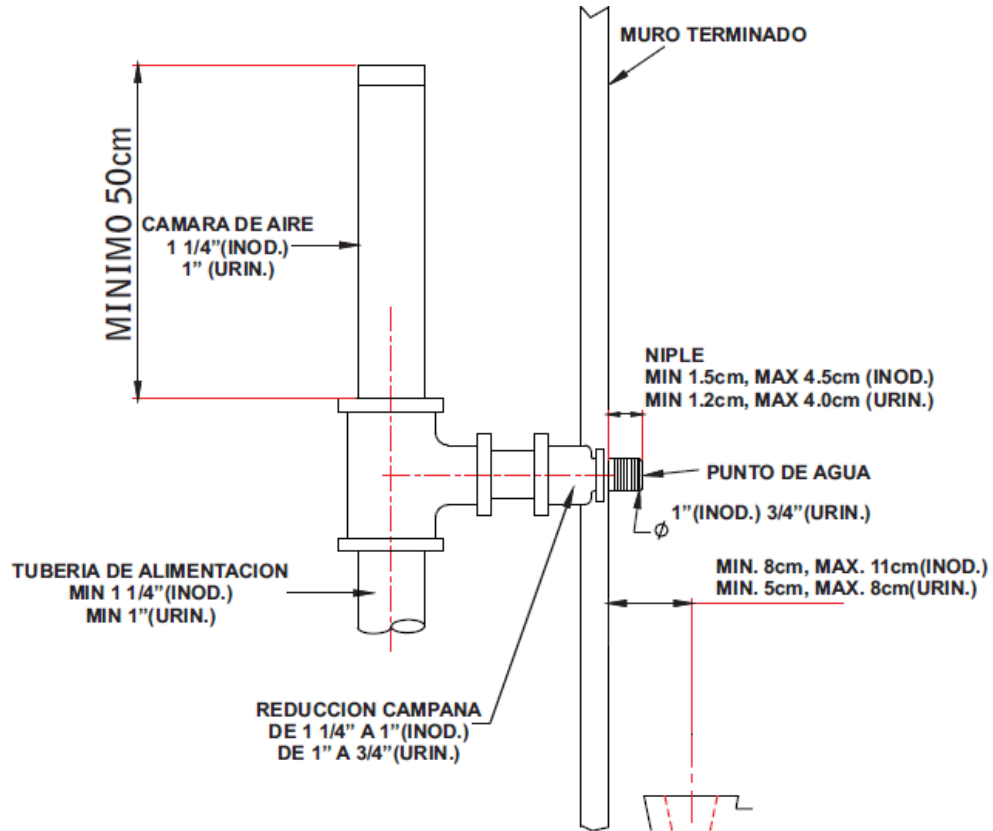 MURO TERMINADO
MINIMO 50cm
CAMARA DE AIRE
1 1/4”(INOD.)
1” (URIN.)
NIPLE
MIN 1.5cm, MAX 4.5cm (INOD.)
MIN 1.2cm, MAX 4.0cm (URIN.)
PUNTO DE AGUA
1”(INOD.) 3/4”(URIN.)
ϕ
MIN. 8cm, MAX. 11cm(INOD.)
MIN. 5cm, MAX. 8cm(URIN.)
TUBERIA DE ALIMENTACION
MIN 1 1/4”(INOD.)
MIN 1”(URIN.)
REDUCCION CAMPANA
DE 1 1/4” A 1”(INOD.)
DE 1” A 3/4”(URIN.)